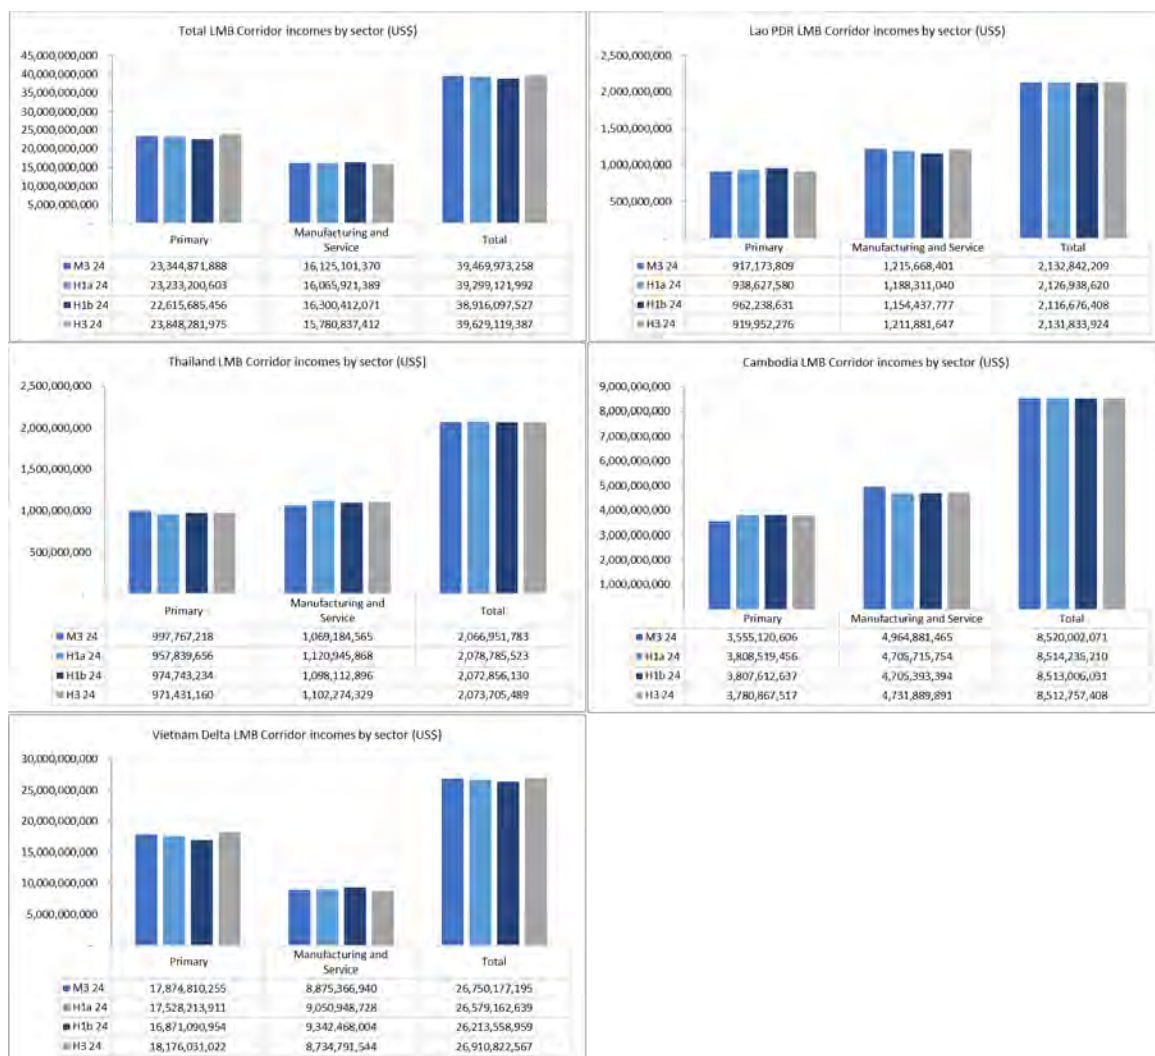 Total LMB Corridor incomes by sector (US$)
45,000,000,000
40,000,000,000
35,000,000,000
30,000,000,000
25,000,000,000
20,000,000,000
15,000,000,000
10,000,000,000
5,000,000,000
-
Primary Manufacturing and Service Total
M3 24 23,344,871,888 16,125,101,370 39,469,973,258
H1a 24 23,233,200,603 16,065,921,389 39,299,121,992
H1b 24 22,615,685,456 16,300,412,071 38,916,097,527
H3 24 23,848,281,975 15,780,837,412 39,629,119,387
Lao PDR LMB Corridor incomes by sector (US$)
2,500,000,000
2,000,000,000
1,500,000,000
1,000,000,000
500,000,000
-
Primary Manufacturing and Service Total
M3 24 917,173,809 1,215,668,401 2,132,842,209
H1a 24 938,627,580 1,188,311,040 2,126,938,620
H1b 24 962,238,631 1,154,437,777 2,116,676,408
H3 24 919,952,276 1,211,881,647 2,131,833,924
Thailand LMB Corridor incomes by sector (US$)
2,500,000,000
2,000,000,000
1,500,000,000
1,000,000,000
500,000,000
-
Primary Manufacturing and Service Total
M3 24 997,767,218 1,069,184,565 2,066,951,783
H1a 24 957,839,656 1,120,945,868 2,078,785,523
H1b 24 974,743,234 1,098,112,896 2,072,856,130
H3 24 971,431,160 1,102,274,329 2,073,705,489
Cambodia LMB Corridor incomes by sector (US$)
9,000,000,000
8,000,000,000
7,000,000,000
6,000,000,000
5,000,000,000
4,000,000,000
3,000,000,000
2,000,000,000
1,000,000,000
-
Primary Manufacturing and Service Total
M3 24 3,555,120,606 4,964,881,465 8,520,002,071
H1a 24 3,808,519,456 4,705,715,754 8,514,235,210
H1b 24 3,807,612,637 4,705,393,394 8,513,006,031
H3 24 3,780,867,517 4,731,889,891 8,512,757,408
Vietnam Delta LMB Corridor incomes by sector (US$)
30,000,000,000
25,000,000,000
20,000,000,000
15,000,000,000
10,000,000,000
5,000,000,000
-
Primary Manufacturing and Service Total
M3 24 17,874,810,255 8,875,366,940 26,750,177,195
H1a 24 17,528,213,911 9,050,948,728 26,579,162,639
H1b 24 16,871,090,954 9,342,468,004 26,213,558,959
H3 24 18,176,031,022 8,734,791,544 26,910,822,567